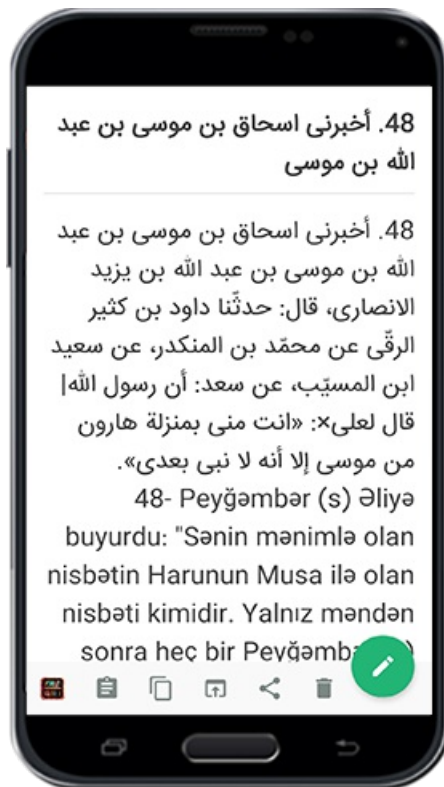 48. أخبرنی اسحاق بن موسی بن عبد
الله بن موسی
48. أخبرنی اسحاق بن موسی بن عبد
الله بن موسی بن عبد الله بن یزید
الانصاری، قال: حدثّنا داود بن کثیر
الرقّی عن محمّد بن المنکدر، عن سعید
ابن المسیّب، عن سعد: أن رسول الله|
قال لعلی×: «انت منی بمنزلة هارون
من موسی إلا أنه لا نبی بعدی».
48- Peyğəmbər (s) Əliyə
buyurdu: "Sənin mənimlə olan
nisbətin Harunun Musa ilə olan
nisbəti kimidir. Yalnız məndən
sonra heç bir